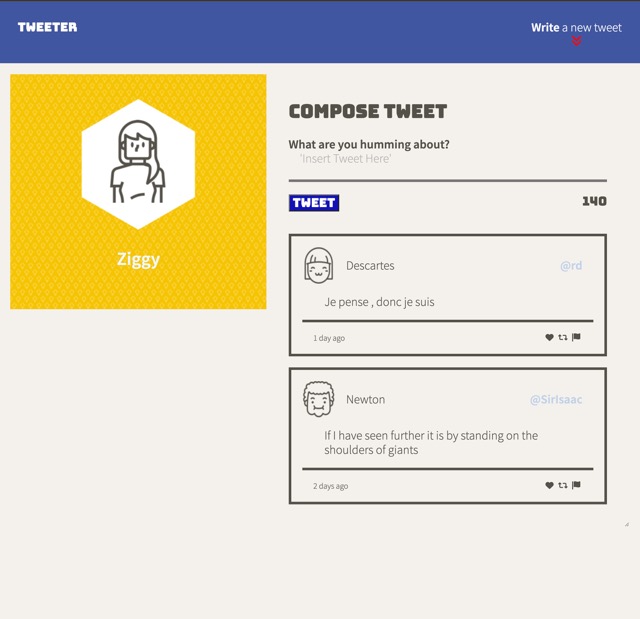 TWEETER
Write a new tweet
Ziggy
COMPOSE TWEET
What are you humming about?
'Insert Tweet Here'
TWEET
140
Descartes
@rd
Je pense , donc je suis
1 day ago
Newton
@SirIsaac
If I have seen further it is by standing on the
shoulders of giants
2 days ago